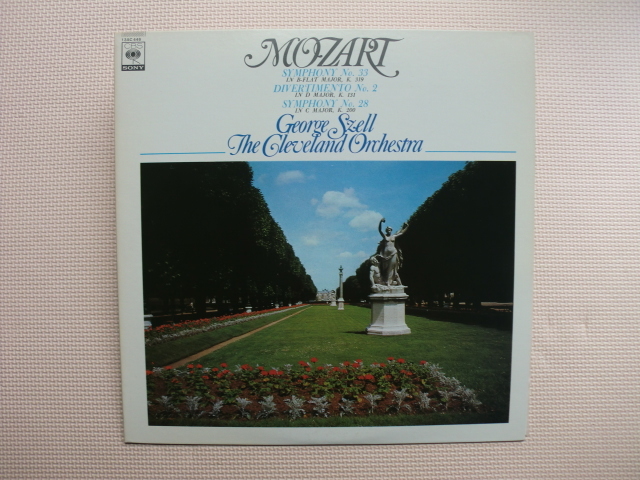 CBS
SONY
MOZART
SYMPHONY No. 33
IN B-FLAT MAJOR, K. 319
DIVERTIMENTO No. 2
IN D MAJOR, K. 131
SYMPHONY No. 28
IN C MAJOR, K. 200
George Szell
The Cleveland Orchestra